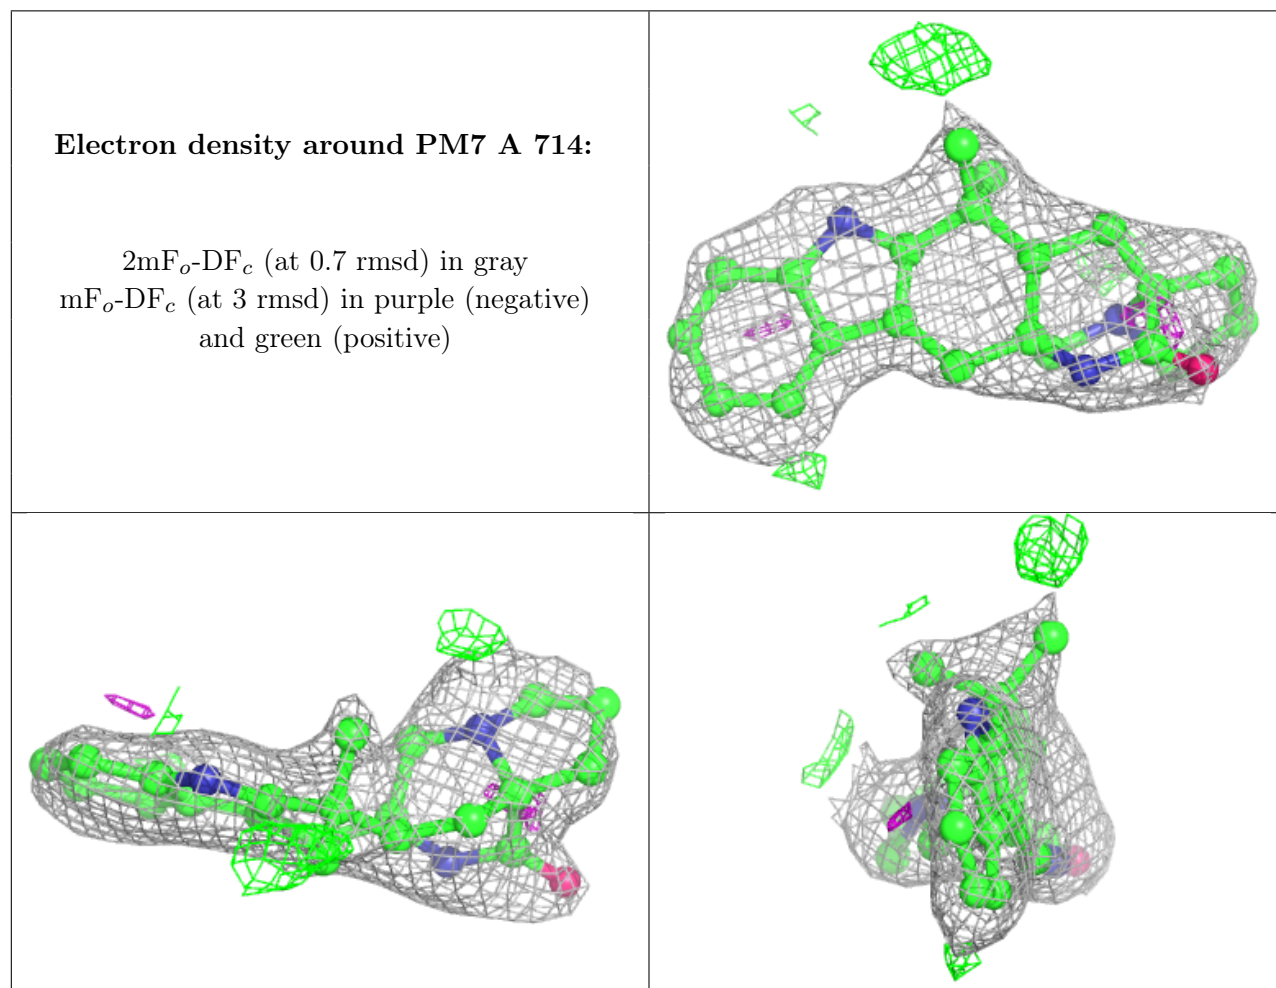 Electron density around PM7 A 714:
2mFo-DFc (at 0.7 rmsd) in gray
mFo-DFc (at 3 rmsd) in purple (negative)
and green (positive)